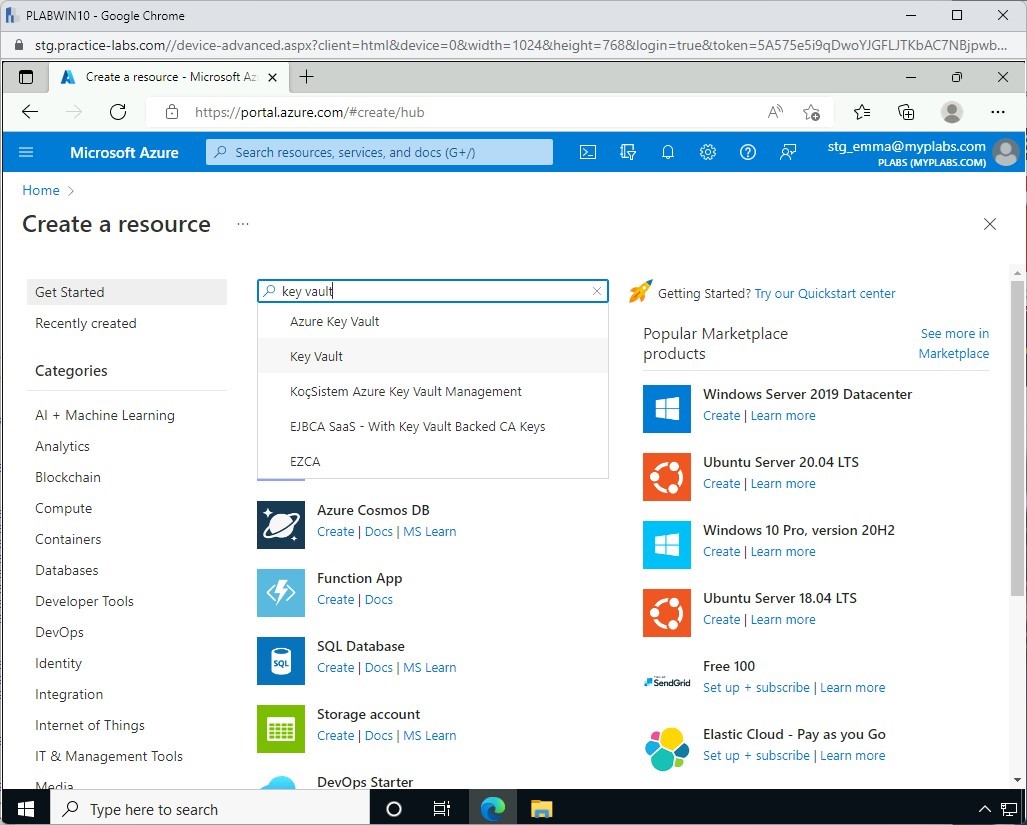 PLABWIN10 - Google Chrome
stg.practice-labs.com//device-advanced.aspx?client=html&device=0&width=1024&height=768&login=true&token=5A575e5i9qDwoYJGFLJTKbAC7NBjpwb...
Create a resource - Microsoft Az
https://portal.azure.com/#create/hub
Microsoft Azure
Search resources, services, and docs (G+/)
stg_emma@myplabs.com
PLABS (MYPLABS.COM)
Home >
Create a resource ...
Get Started
Recently created
Categories
AI + Machine Learning
Analytics
Blockchain
Compute
Containers
Databases
Developer Tools
DevOps
Identity
Integration
Internet of Things
IT & Management Tools
Media
key vault
Azure Key Vault
Key Vault
KoçSistem Azure Key Vault Management
EJBCA SaaS - With Key Vault Backed CA Keys
EZCA
Azure Cosmos DB
Create | Docs | MS Learn
Function App
Create | Docs
SQL
SQL Database
Create | Docs | MS Learn
Storage account
Create | Docs | MS Learn
DevOps Starter
Getting Started? Try our Quickstart center
Popular Marketplace
products
See more in
Marketplace
Windows Server 2019 Datacenter
Create | Learn more
Ubuntu Server 20.04 LTS
Create | Learn more
Windows 10 Pro, version 20H2
Create | Learn more
Ubuntu Server 18.04 LTS
Create | Learn more
SendGrid
Free 100
Set up + subscribe | Learn more
Elastic Cloud - Pay as you Go
Set up + subscribe | Learn more
Type here to search